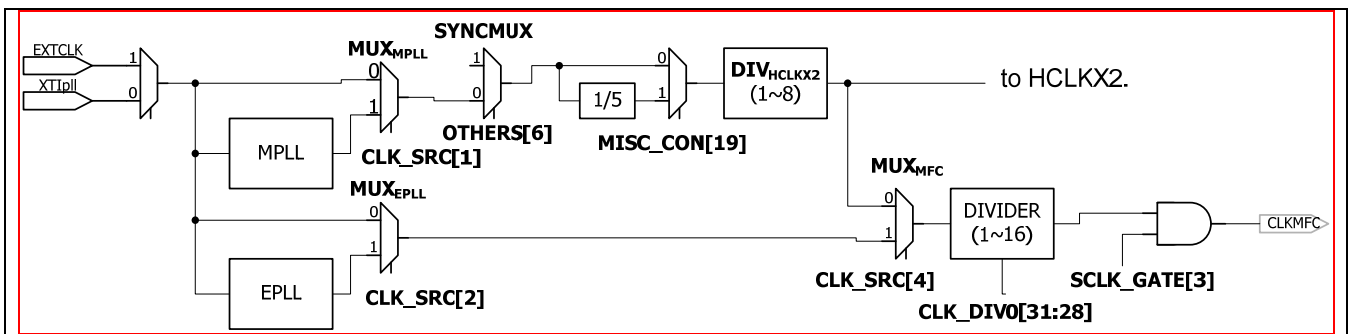 EXTCLK
XTIpll
1
0
MUXMPLL
0
1
CLK_SRC[1]
MPLL
SYNCMUX
1
0
OTHERS[6]
1/5
0
1
MISC_CON[19]
DIVHCLKX2
(1~8)
to HCLKX2.
MUXEPLL
0
1
CLK_SRC[2]
EPLL
MUXMFC
0
1
CLK_SRC[4]
DIVIDER
(1~16)
CLK_DIV0[31:28]
SCLK_GATE[3]
CLKMFC